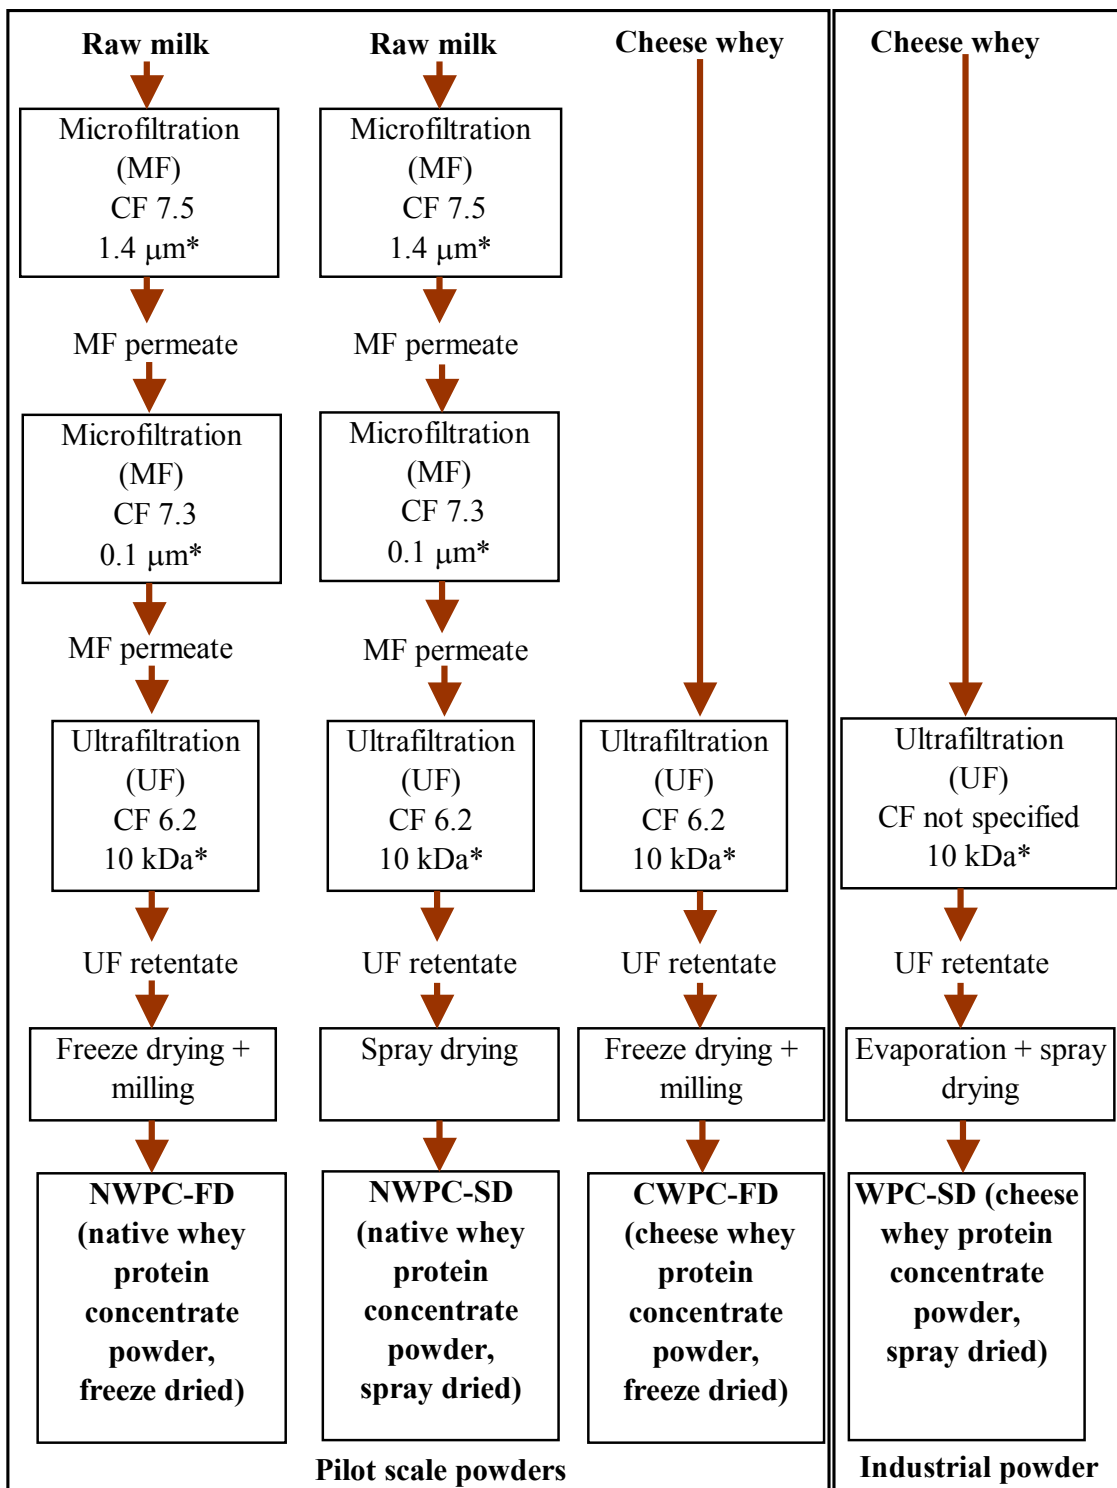 Raw milk
Microfiltration
(MF)
CF 7.5
1.4 μm*
MF permeate
Microfiltration
(MF)
CF 7.3
0.1 μm*
MF permeate
Ultrafiltration
(UF)
CF 6.2
10 kDa*
UF retentate
Freeze drying +
milling
NWPC-FD
(native whey
protein
concentrate
powder,
freeze dried)
Raw milk
Microfiltration
(MF)
CF 7.5
1.4 μm*
MF permeate
Microfiltration
(MF)
CF 7.3
0.1 μm*
MF permeate
Ultrafiltration
(UF)
CF 6.2
10 kDa*
UF retentate
Spray drying
NWPC-SD
(native whey
protein
concentrate
powder,
spray dried)
Cheese whey
Ultrafiltration
(UF)
CF 6.2
10 kDa*
UF retentate
Freeze drying +
milling
CWPC-FD
(cheese whey
protein
concentrate
powder,
freeze dried)
Pilot scale powders
Cheese whey
Ultrafiltration
(UF)
CF not specified
10 kDa*
UF retentate
Evaporation + spray
drying
WPC-SD (cheese
whey protein
concentrate
powder,
spray dried)
Industrial powder